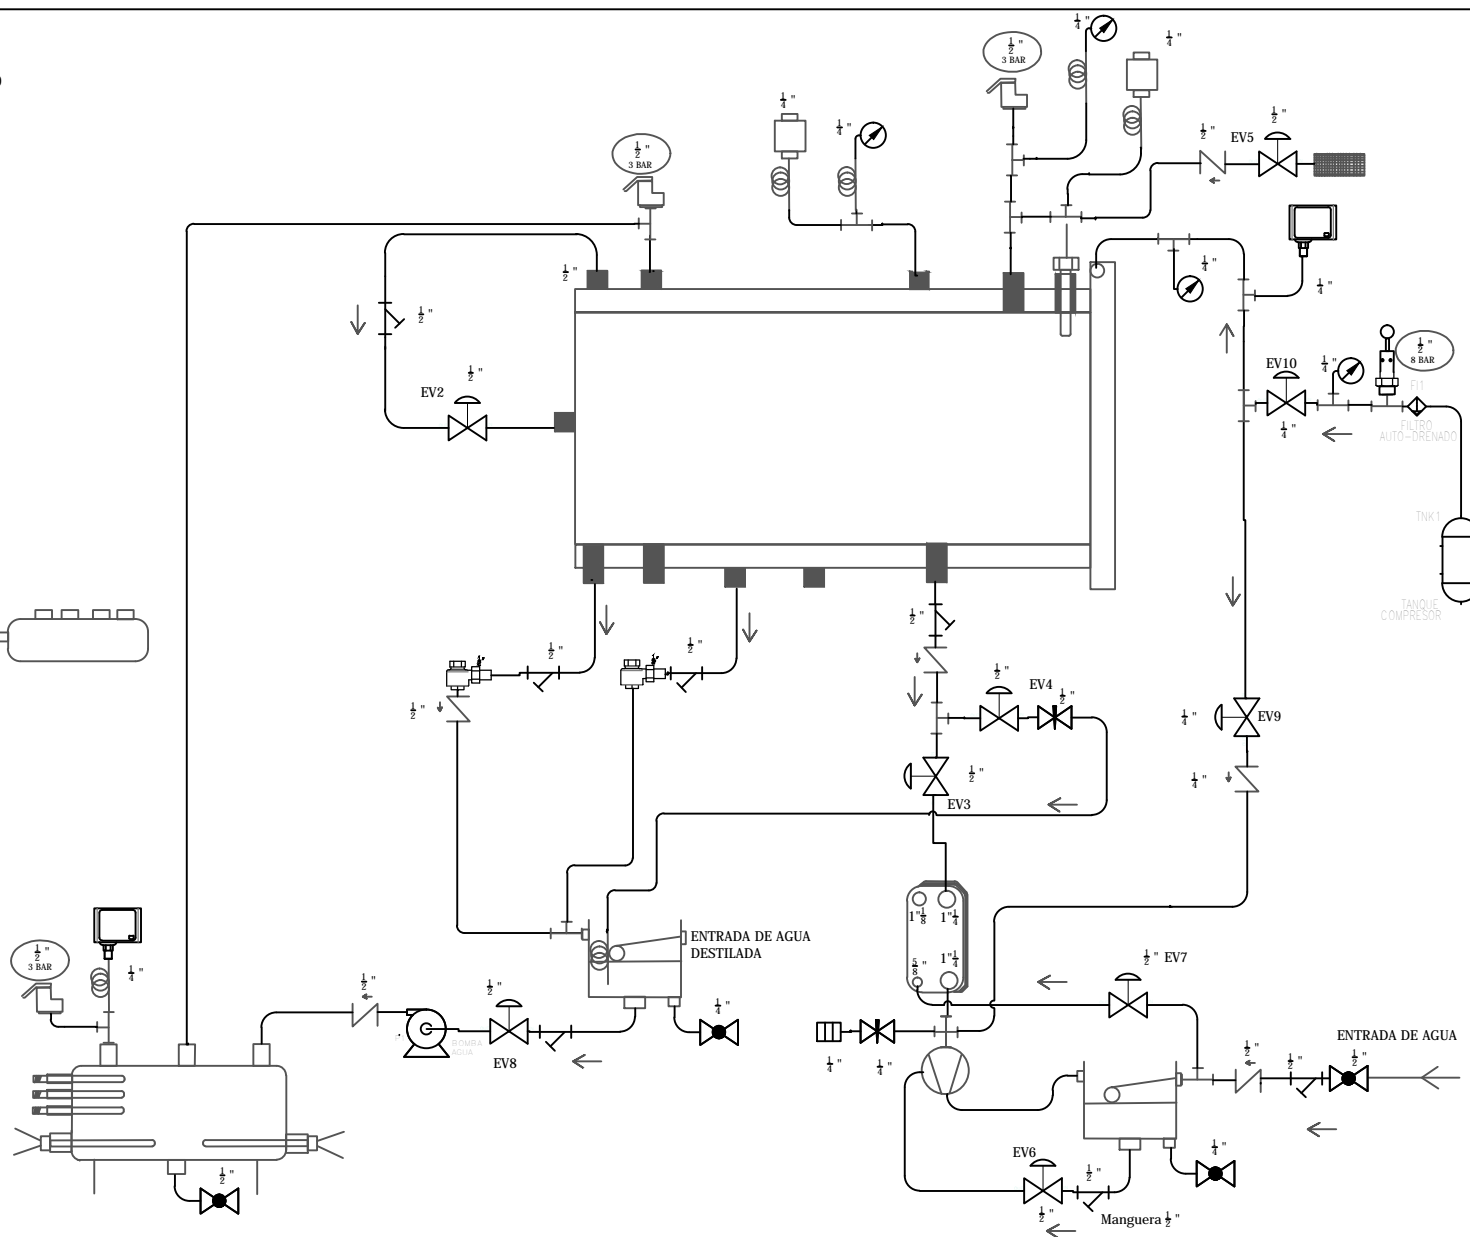 1/4 "
1/4 "
1/2 "
3 BAR
1/4 "
1/4 "
1/2 "
1/2 "
EV5
1/2 "
3 BAR
1/2 "
1/4 "
1/4 "
1/2 "
1/2 "
EV2
EV10
1/4 "
1/2 "
8 BAR
FI1
1/4 "
FILTRO
AUTO-DRENADO
TNK1
TANQUE
COMPRESOR
1/2 "
1/2 "
1/2 "
1/2 "
1/2 "
EV4
1/2 "
1/4 "
EV9
1/2 "
1/4 "
EV3
1"1/8
1"1/4
ENTRADA DE AGUA
DESTILADA
5/8 "
1"1/4
1/2 " EV7
1/2 "
3 BAR
1/4 "
1/2 "
1/2 "
1/4 "
BOMBA
AGUA
EV8
1/4 "
1/4 "
ENTRADA DE AGUA
1/2 "
1/2 "
1/2 "
EV6
1/2 "
1/4 "
1/2 "
1/2 "
Manguera 1/2 "